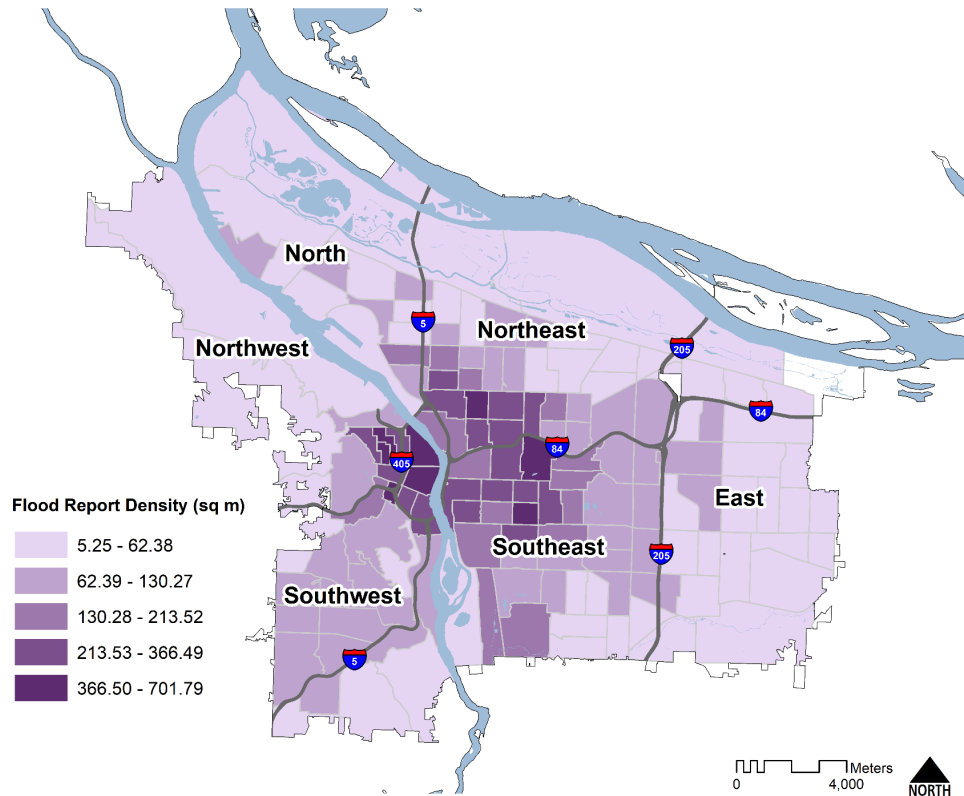 North
5
Northeast
Northwest
205
84
405
84
East
Flood Report Density (sq m)
5.25 - 62.38
62.39 - 130.27
130.28 - 213.52
213.53 - 366.49
366.50 - 701.79
Southeast
205
Southwest
5
Meters
0 4,000
NORTH